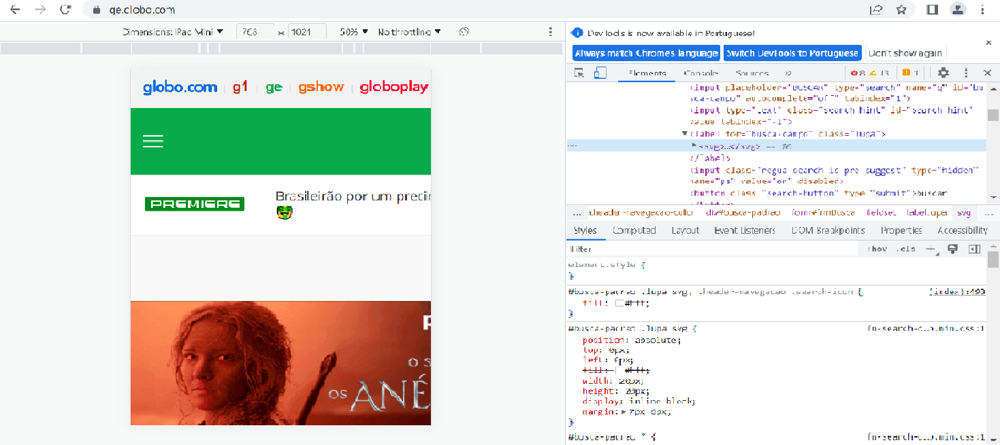 ge.globo.com
Dimensions: iPad Mini ▼ 768 x 1024 50% ▼ No throttling ▼
globo.com | g1 | ge | gshow | globoplay
PREMIERE
Brasileirão por um precin
OS
OS ANÉ
DevTools is now available in Portuguese!
Always match Chrome's language Switch DevTools to Portuguese Don't show again
Elements Console Sources » 8 13 1
<input placeholder="BUSCAR" type="search" name="q" id="bu
sca-campo" autocomplete="off" tabindex="1">
<input type="text" class="search-hint" id="search-hint"
value tabindex="-1">
▼<label for="busca-campo" class="lupa">
▶<svg>…</svg> == $0
</label>
<input class="regua-search is-pre-suggest" type="hidden"
name="ps" value="on" disabled>
<button class="search-button" type="submit">buscar
</button>
... a.header-navegacao-color div#busca-padrao form#frmBusca fieldset label.lupa svg ...
Styles Computed Layout Event Listeners DOM Breakpoints Properties Accessibility
Filter :hov .cls +
element.style {
}
#busca-padrao .lupa svg, .header-navegacao .search-icon { (index):493
fill: #fff;
}
#busca-padrao .lupa svg { fn-search-d…p.min.css:1
position: absolute;
top: 0px;
left: 6px;
fill: #fff;
width: 20px;
height: 20px;
display: inline-block;
margin: ▶ 7px 6px;
}
#busca-padrao * { fn-search-d…p.min.css:1